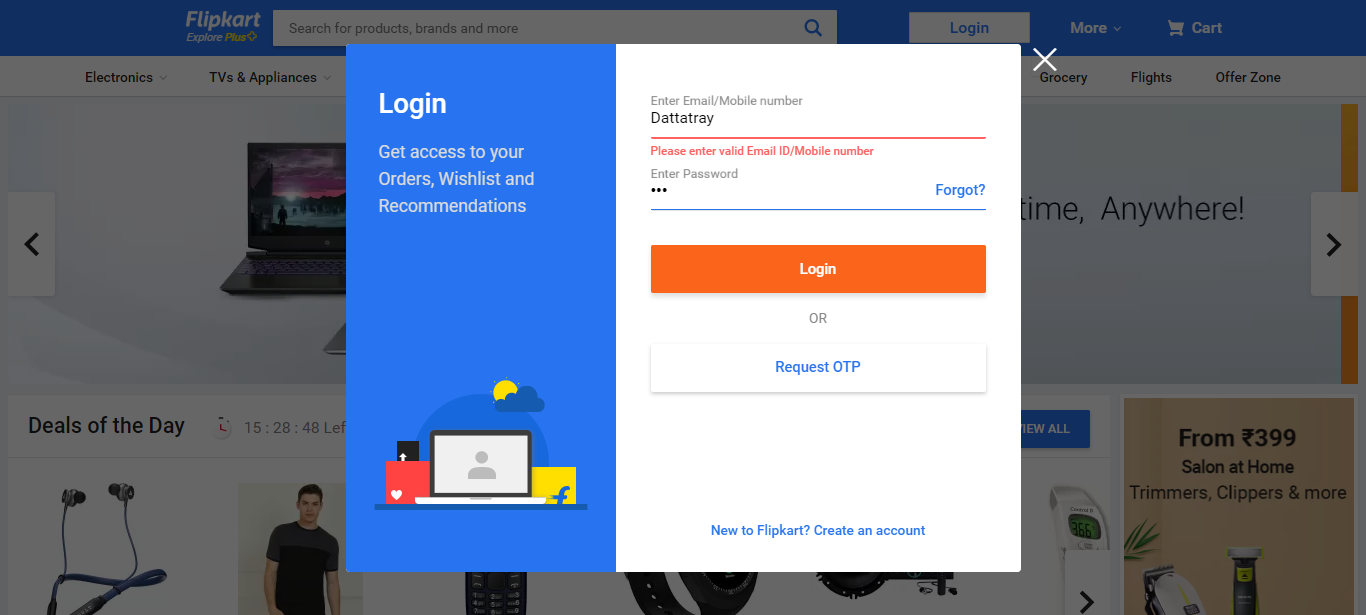 Flipkart
Explore Plus
Search for products, brands and more
Login
More
Cart
Electronics
TVs & Appliances
Grocery
Flights
Offer Zone
Login
Get access to your
Orders, Wishlist and
Recommendations
Enter Email/Mobile number
Dattatray
Please enter valid Email ID/Mobile number
Enter Password
•••
Forgot?
Login
OR
Request OTP
New to Flipkart? Create an account
time, Anywhere!
Deals of the Day
15 : 28 : 48 Lef
VIEW ALL
From ₹399
Salon at Home
Trimmers, Clippers & more